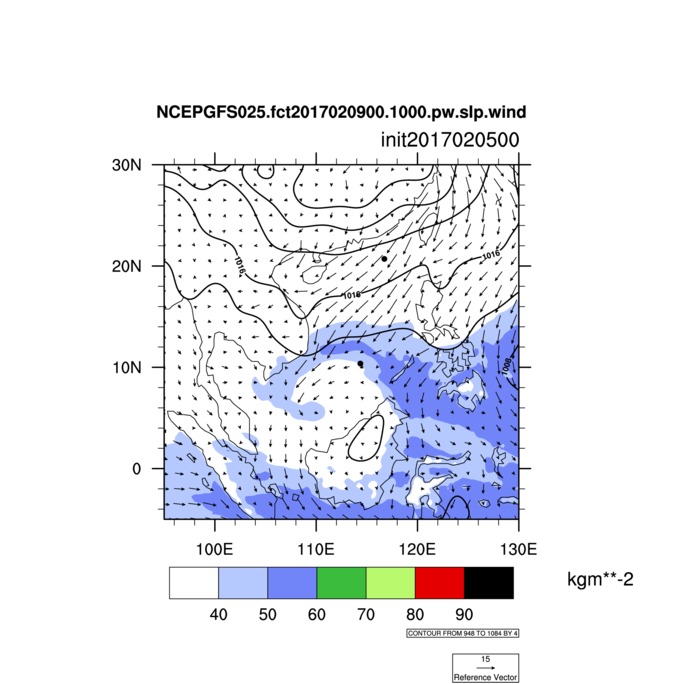 NCEPGFS025.fct2017020900.1000.pw.slp.wind
init2017020500
30N
20N
10N
0
1016
1016
1016
1008
100E 110E 120E 130E
kgm**-2
40 50 60 70 80 90
CONTOUR FROM 948 TO 1084 BY 4
15
Reference Vector